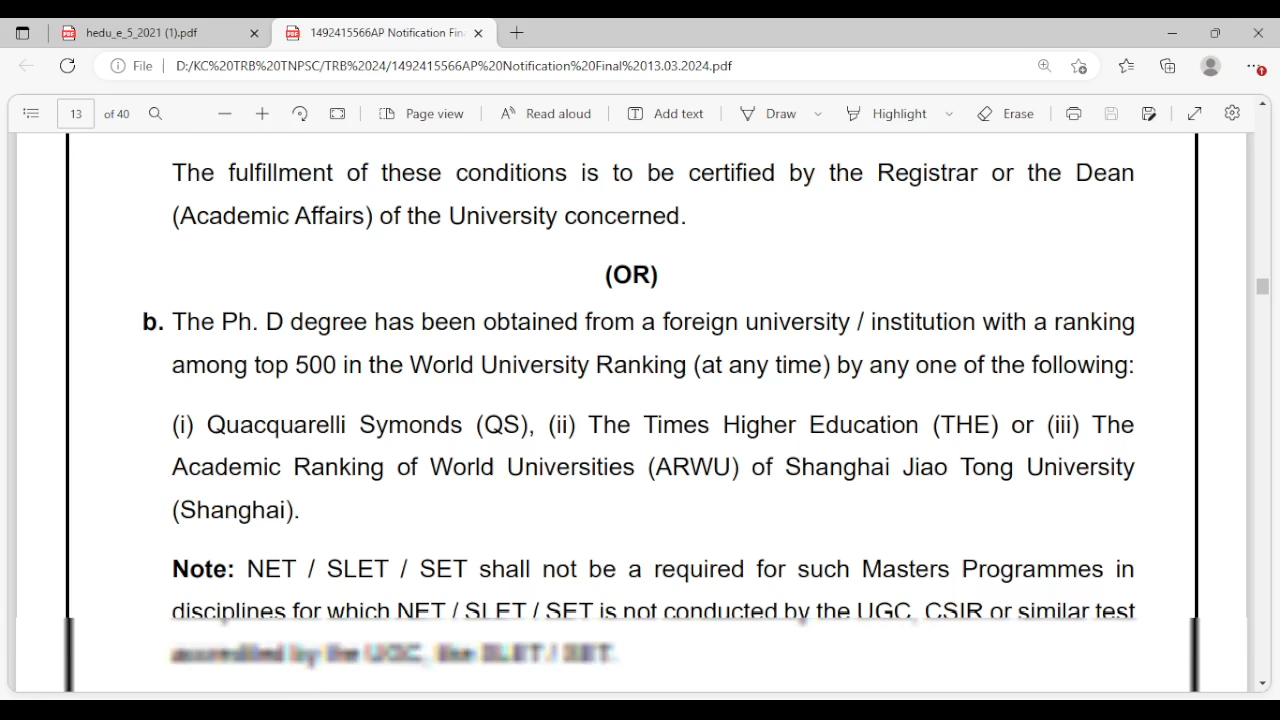 hedu_e_5_2021 (1).pdf
1492415566AP Notification Fin
File
D:/KC%20TRB%20TNPSC/TRB%2024/1492415566AP%20Notification%20Final%2013.03.2024.pdf
13 of 40
Page view
Read aloud
Add text
Draw
Highlight
Erase
The fulfillment of these conditions is to be certified by the Registrar or the Dean
(Academic Affairs) of the University concerned.
(OR)
b. The Ph. D degree has been obtained from a foreign university / institution with a ranking
among top 500 in the World University Ranking (at any time) by any one of the following:
(i) Quacquarelli Symonds (QS), (ii) The Times Higher Education (THE) or (iii) The
Academic Ranking of World Universities (ARWU) of Shanghai Jiao Tong University
(Shanghai).
Note: NET / SLET / SET shall not be a required for such Masters Programmes in
disciplines for which NET / SLET / SET is not conducted by the UGC, CSIR or similar test
accredited by the UGC, like SLET / SET.